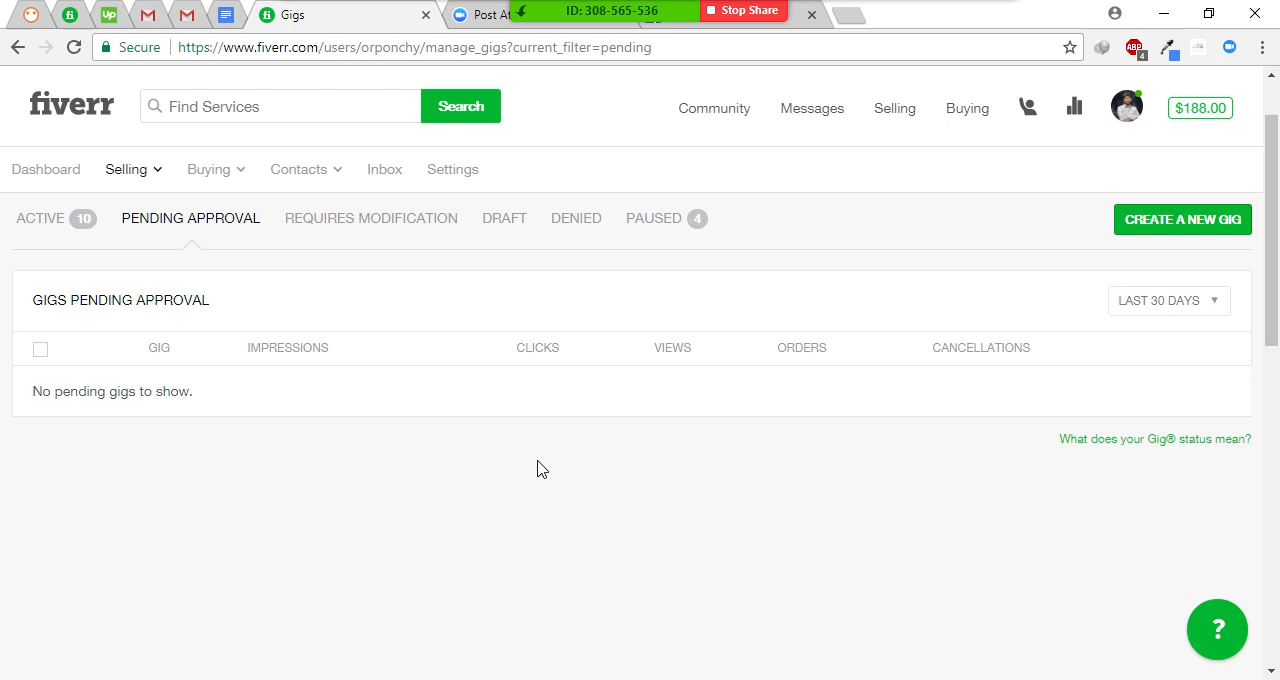 Gigs
Post At
ID: 308-565-536
Stop Share
Secure
https://www.fiverr.com/users/orponchy/manage_gigs?current_filter=pending
ABP
4
fiverr
Find Services
Search
Community
Messages
Selling
Buying
$188.00
Dashboard
Selling
Buying
Contacts
Inbox
Settings
ACTIVE 10
PENDING APPROVAL
REQUIRES MODIFICATION
DRAFT
DENIED
PAUSED 4
CREATE A NEW GIG
GIGS PENDING APPROVAL
LAST 30 DAYS
GIG
IMPRESSIONS
CLICKS
VIEWS
ORDERS
CANCELLATIONS
No pending gigs to show.
What does your Gig® status mean?
?